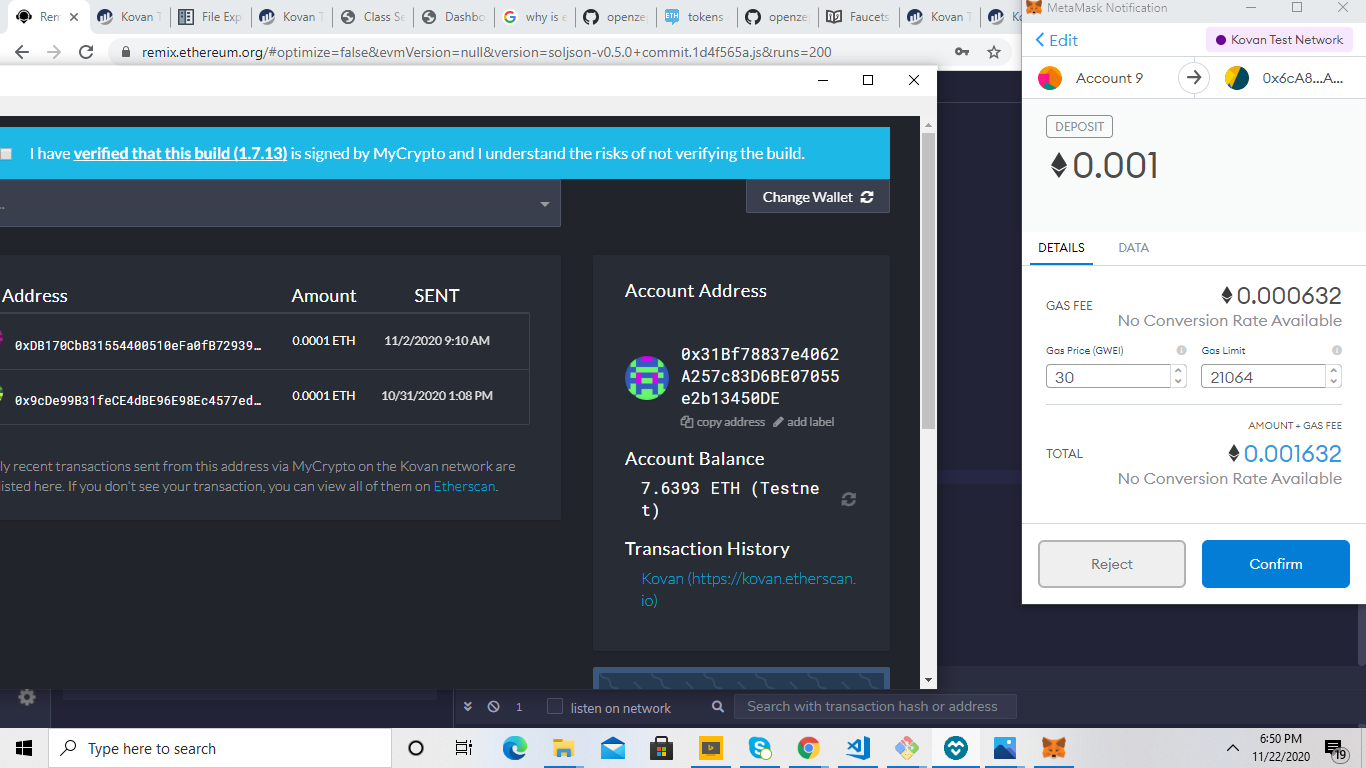 Rem
Kovan T
File Expl
Kovan T
Class Se
Dashbo
why is e
openze
tokens
openze
Faucets
Kovan T
Ko
remix.ethereum.org/#optimize=false&evmVersion=null&version=soljson-v0.5.0+commit.1d4f565a.js&runs=200
I have verified that this build (1.7.13) is signed by MyCrypto and I understand the risks of not verifying the build.
Change Wallet
Address Amount SENT
0xDB170CbB31554400510eFa0fB72939… 0.0001 ETH 11/2/2020 9:10 AM
0x9cDe99B31feCE4dBE96E98Ec4577ed… 0.0001 ETH 10/31/2020 1:08 PM
ly recent transactions sent from this address via MyCrypto on the Kovan network are
listed here. If you don't see your transaction, you can view all of them on Etherscan.
Account Address
0x31Bf78837e4062
A257c83D6BE07055
e2b13450DE
copy address add label
Account Balance
7.6393 ETH (Testne
t)
Transaction History
Kovan (https://kovan.etherscan.
io)
1 listen on network Search with transaction hash or address
MetaMask Notification
Edit
Kovan Test Network
Account 9 0x6cA8...A...
DEPOSIT
0.001
DETAILS DATA
GAS FEE 0.000632
No Conversion Rate Available
Gas Price (GWEI) Gas Limit
30 21064
AMOUNT + GAS FEE
TOTAL 0.001632
No Conversion Rate Available
Reject Confirm
Type here to search
6:50 PM
11/22/2020
19